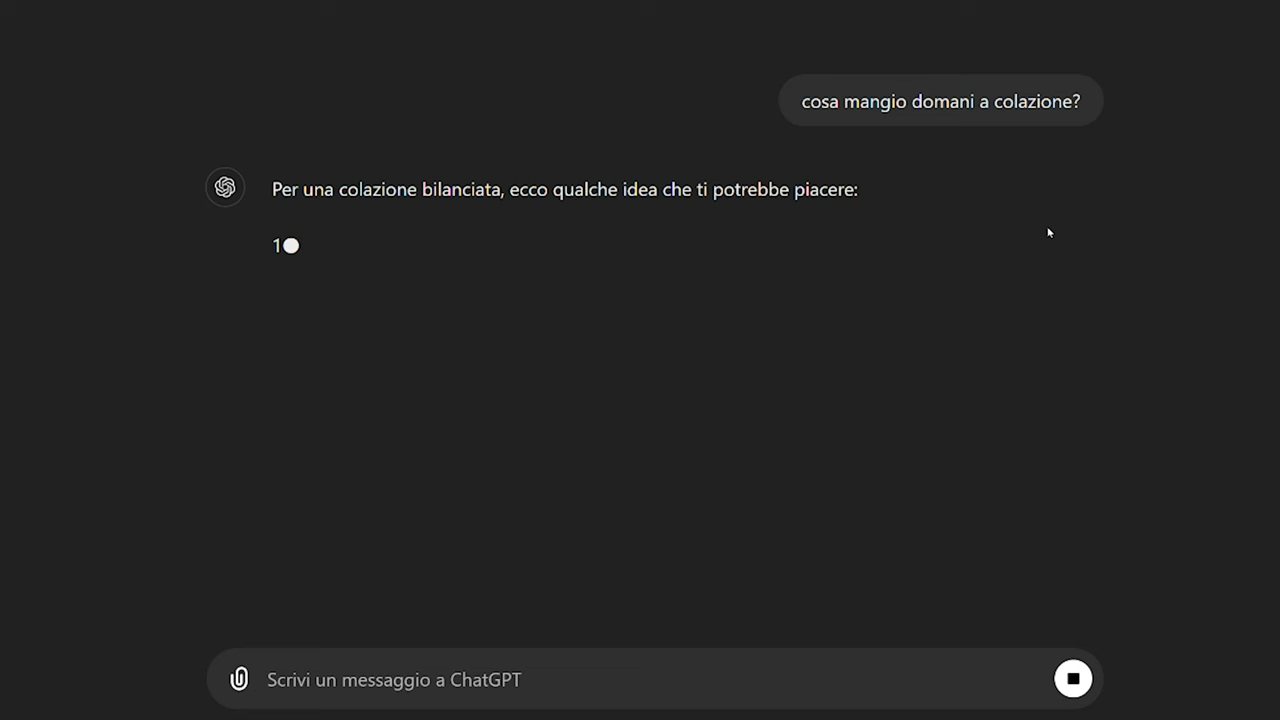 cosa mangio domani a colazione?
Per una colazione bilanciata, ecco qualche idea che ti potrebbe piacere:
1
Scrivi un messaggio a ChatGPT